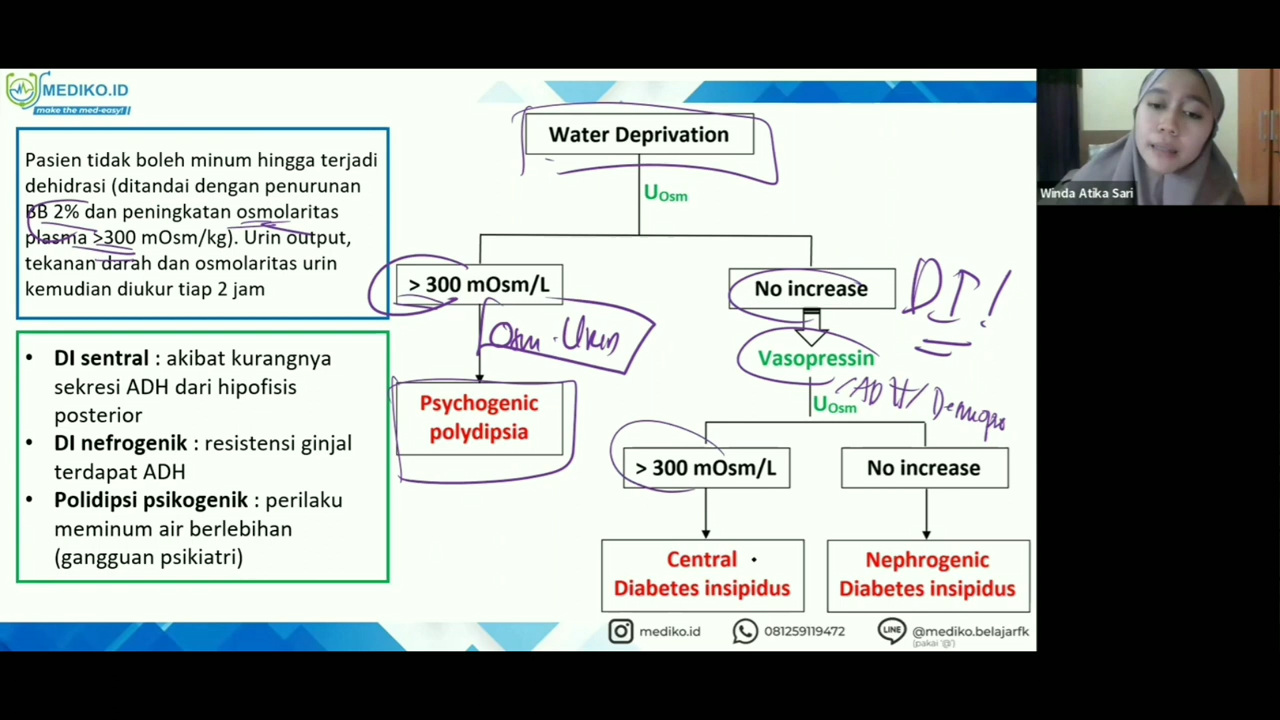 MEDIKO.ID
make the med-easy!
Pasien tidak boleh minum hingga terjadi
dehidrasi (ditandai dengan penurunan
BB 2% dan peningkatan osmolaritas
plasma >300 mOsm/kg). Urin output,
tekanan darah dan osmolaritas urin
kemudian diukur tiap 2 jam
• DI sentral : akibat kurangnya
sekresi ADH dari hipofisis
posterior
• DI nefrogenik : resistensi ginjal
terdapat ADH
• Polidipsi psikogenik : perilaku
meminum air berlebihan
(gangguan psikiatri)
Water Deprivation
UOsm
> 300 mOsm/L
No increase
DI!
Osm. Urin
Vasopressin
ADH/
UOsm
Psychogenic
polydipsia
> 300 mOsm/L
No increase
Central
Diabetes insipidus
Nephrogenic
Diabetes insipidus
mediko.id
081259119472
LINE
@mediko.belajarfk
(pakai '@')
Winda Atika Sari